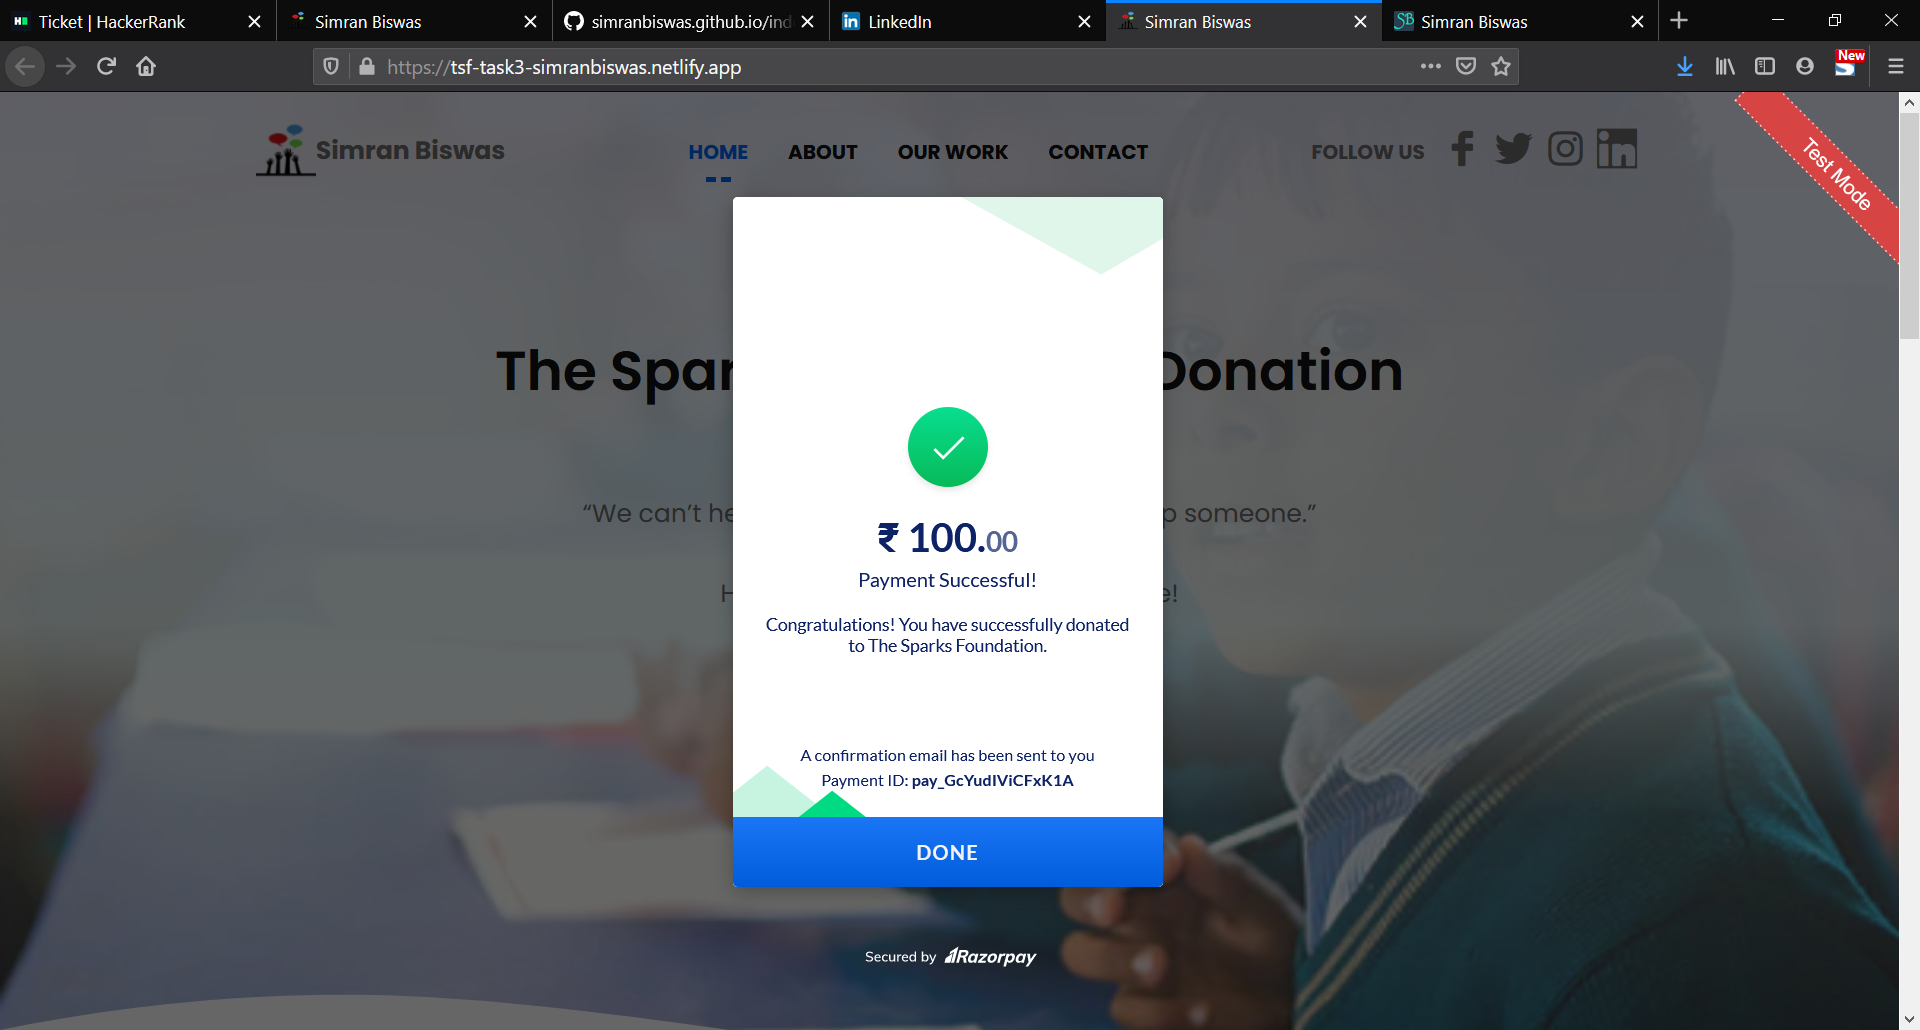 Ticket | HackerRank
Simran Biswas
simranbiswas.github.io/ind
LinkedIn
Simran Biswas
Simran Biswas
https://tsf-task3-simranbiswas.netlify.app
New
Simran Biswas
HOME
ABOUT
OUR WORK
CONTACT
FOLLOW US
Test Mode
The Spar
Donation
“We can’t he
p someone.”
H
e!
₹ 100.00
Payment Successful!
Congratulations! You have successfully donated
to The Sparks Foundation.
A confirmation email has been sent to you
Payment ID: pay_GcYudIViCFxK1A
DONE
Secured by Razorpay